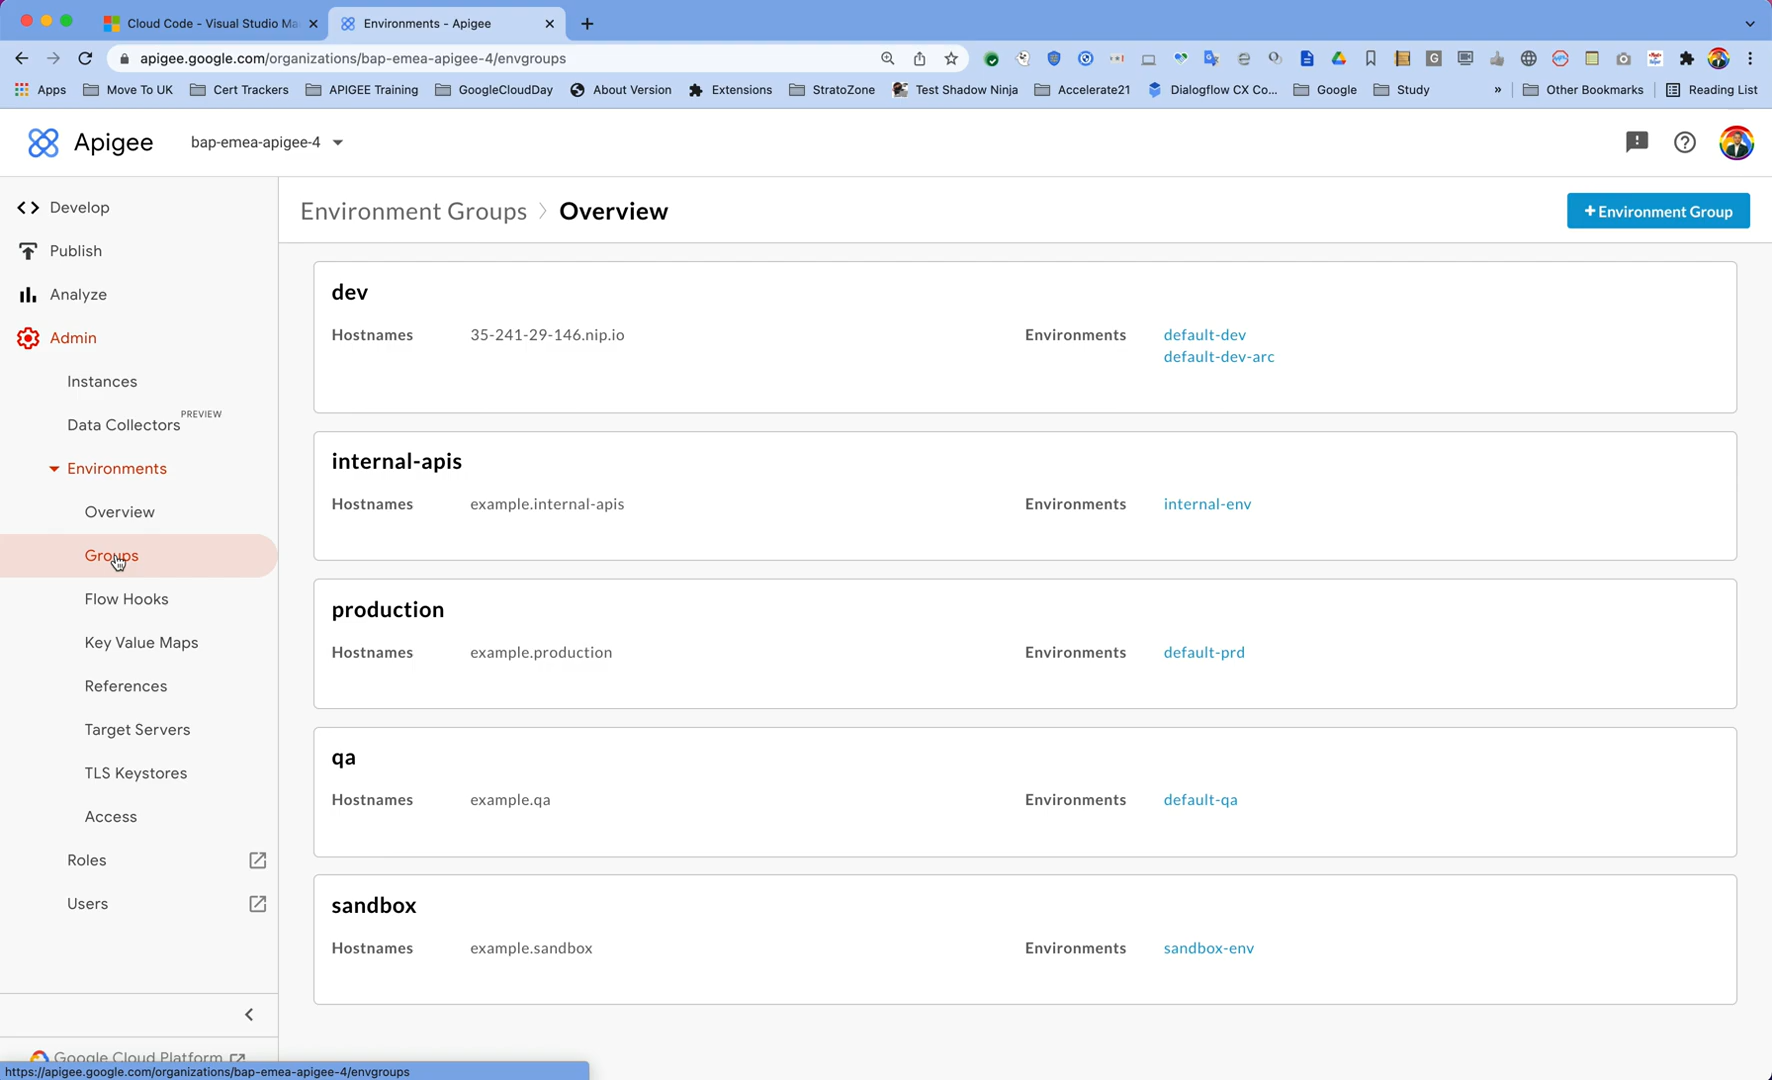 Cloud Code - Visual Studio Ma
Environments - Apigee
apigee.google.com/organizations/bap-emea-apigee-4/envgroups
Apps
Move To UK
Cert Trackers
APIGEE Training
GoogleCloudDay
About Version
Extensions
StratoZone
Test Shadow Ninja
Accelerate21
Dialogflow CX Co...
Google
Study
»
Other Bookmarks
Reading List
Apigee
bap-emea-apigee-4
Develop
Publish
Analyze
Admin
Instances
Data Collectors PREVIEW
Environments
Overview
Groups
Flow Hooks
Key Value Maps
References
Target Servers
TLS Keystores
Access
Roles
Users
Google Cloud Platform
https://apigee.google.com/organizations/bap-emea-apigee-4/envgroups
Environment Groups > Overview
+ Environment Group
dev
Hostnames 35-241-29-146.nip.io Environments default-dev
default-dev-arc
internal-apis
Hostnames example.internal-apis Environments internal-env
production
Hostnames example.production Environments default-prd
qa
Hostnames example.qa Environments default-qa
sandbox
Hostnames example.sandbox Environments sandbox-env